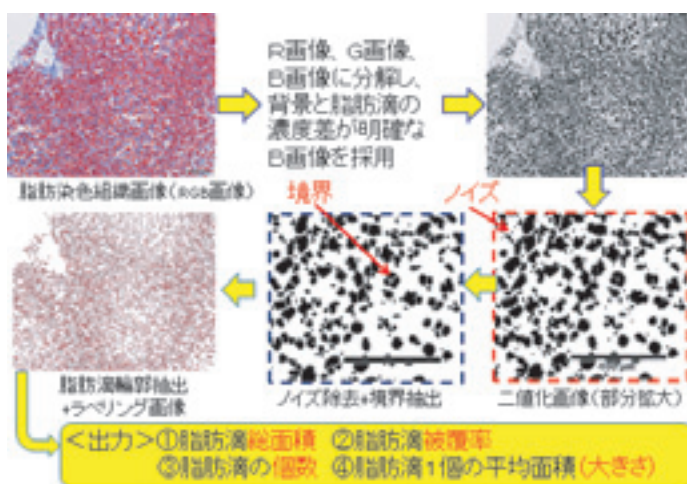 R画像、G画像、
B画像に分解し、
背景と脂肪滴の
濃度差が明確な
B画像を採用
脂肪染色組織画像(RGB画像)
境界
ノイズ
脂肪滴輪郭抽出
+ラベリング画像
ノイズ除去+境界抽出
二値化画像(部分拡大)
<出力>①脂肪滴総面積 ②脂肪滴被覆率
③脂肪滴の個数 ④脂肪滴1個の平均面積(大きさ)